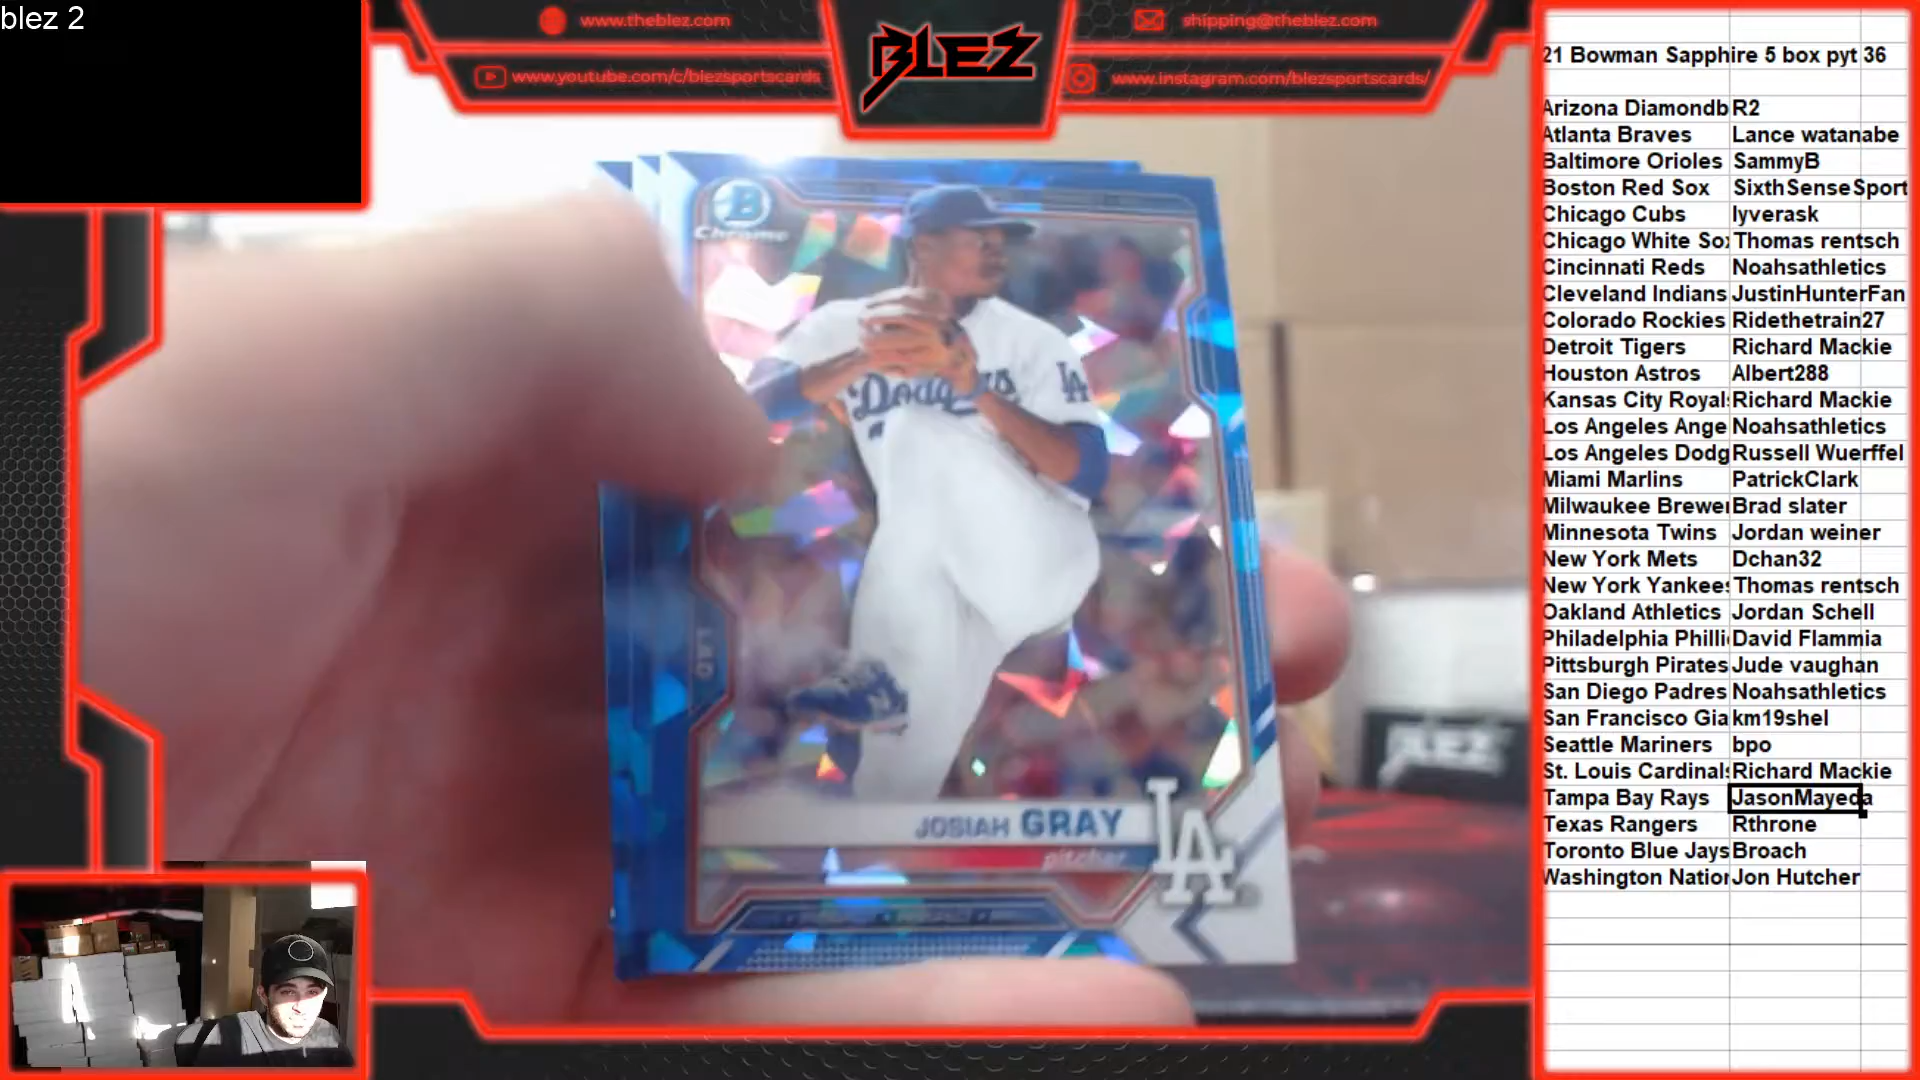 blez 2
www.theblez.com
www.youtube.com/c/blezsportscards
BLEZ
shipping@theblez.com
www.instagram.com/blezsportscards/
B
Chrome
Dodgers
LA
LAD
JOSIAH GRAY
pitcher
LA
BLEZ
21 Bowman Sapphire 5 box pyt 36
Arizona Diamondb R2
Atlanta Braves Lance watanabe
Baltimore Orioles SammyB
Boston Red Sox SixthSenseSport
Chicago Cubs lyverask
Chicago White So Thomas rentsch
Cincinnati Reds Noahsathletics
Cleveland Indians JustinHunterFan
Colorado Rockies Ridethetrain27
Detroit Tigers Richard Mackie
Houston Astros Albert288
Kansas City Royal Richard Mackie
Los Angeles Ange Noahsathletics
Los Angeles Dodg Russell Wuerffel
Miami Marlins PatrickClark
Milwaukee Brewe Brad slater
Minnesota Twins Jordan weiner
New York Mets Dchan32
New York Yankee Thomas rentsch
Oakland Athletics Jordan Schell
Philadelphia Philli David Flammia
Pittsburgh Pirates Jude vaughan
San Diego Padres Noahsathletics
San Francisco Gia km19shel
Seattle Mariners bpo
St. Louis Cardinals Richard Mackie
Tampa Bay Rays JasonMayeda
Texas Rangers Rthrone
Toronto Blue Jays Broach
Washington Natio Jon Hutcher